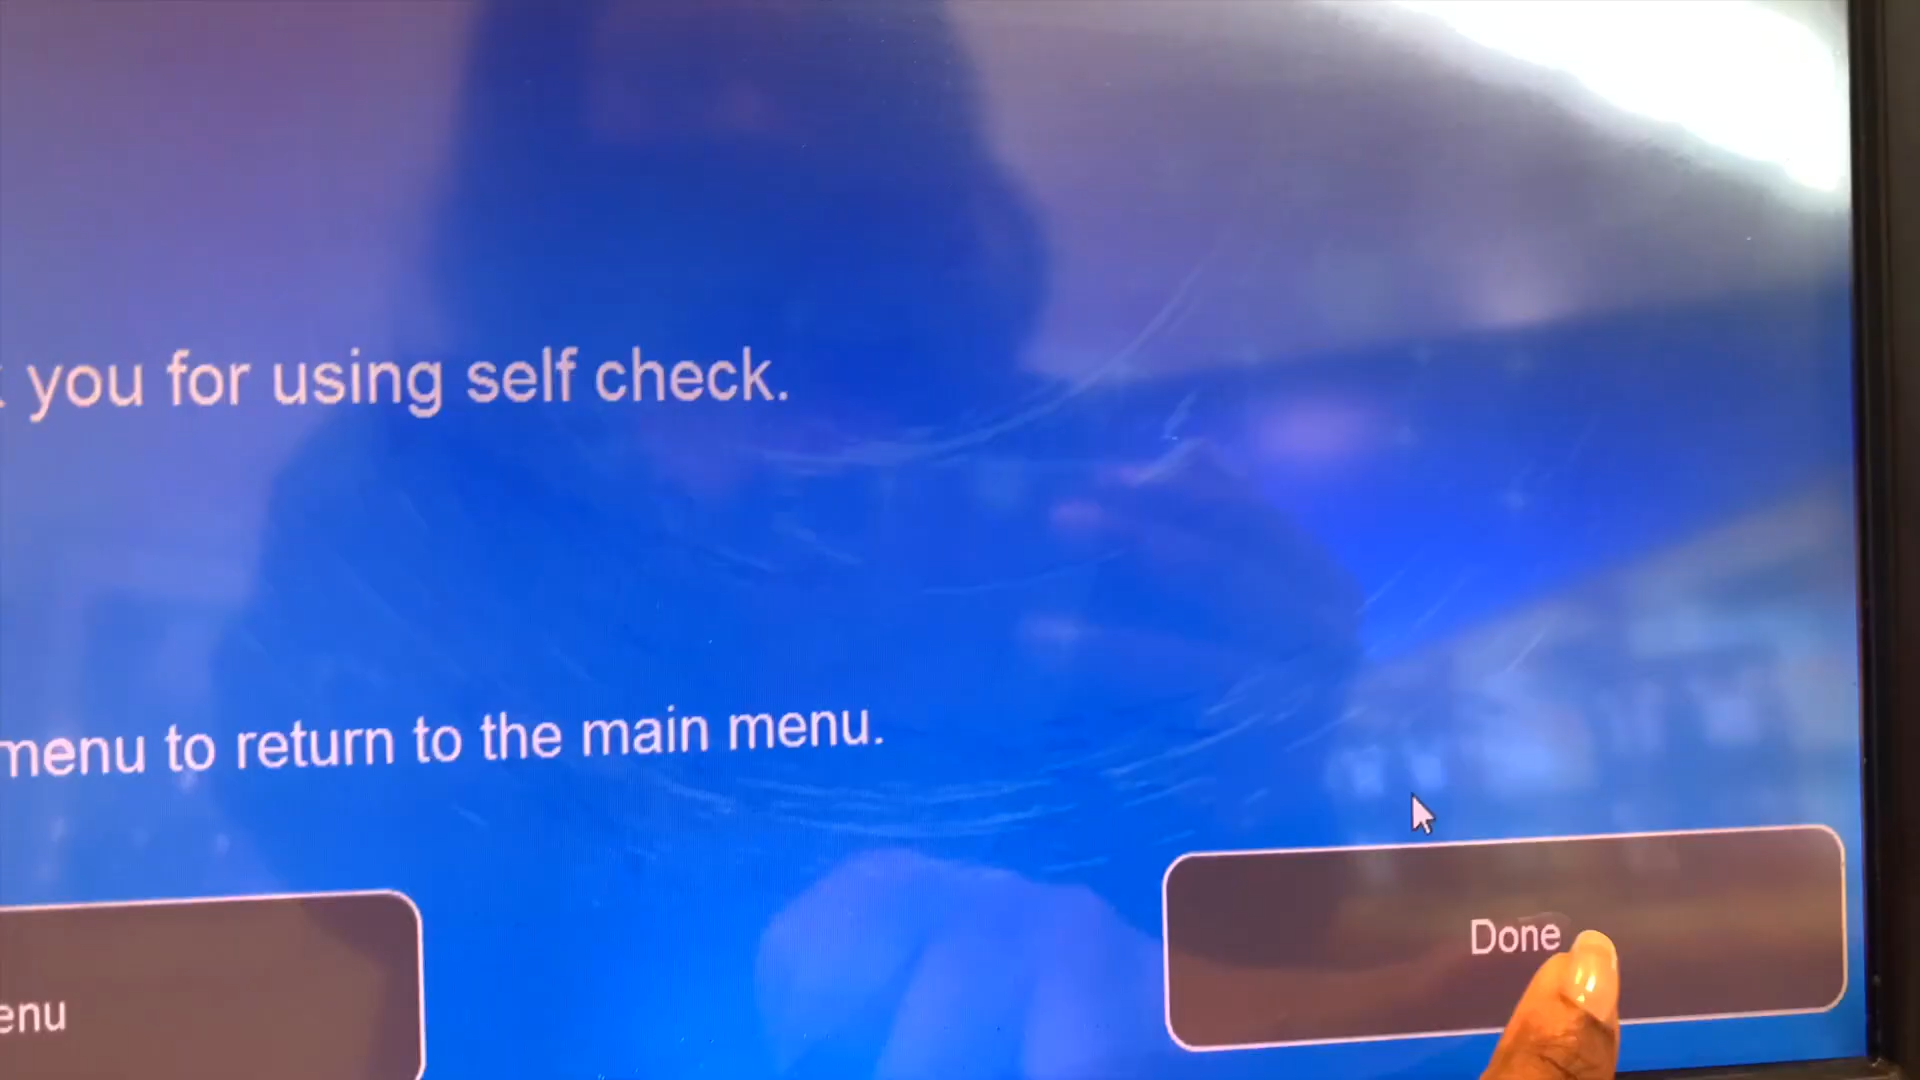 you for using self check.
menu to return to the main menu.
enu
Done